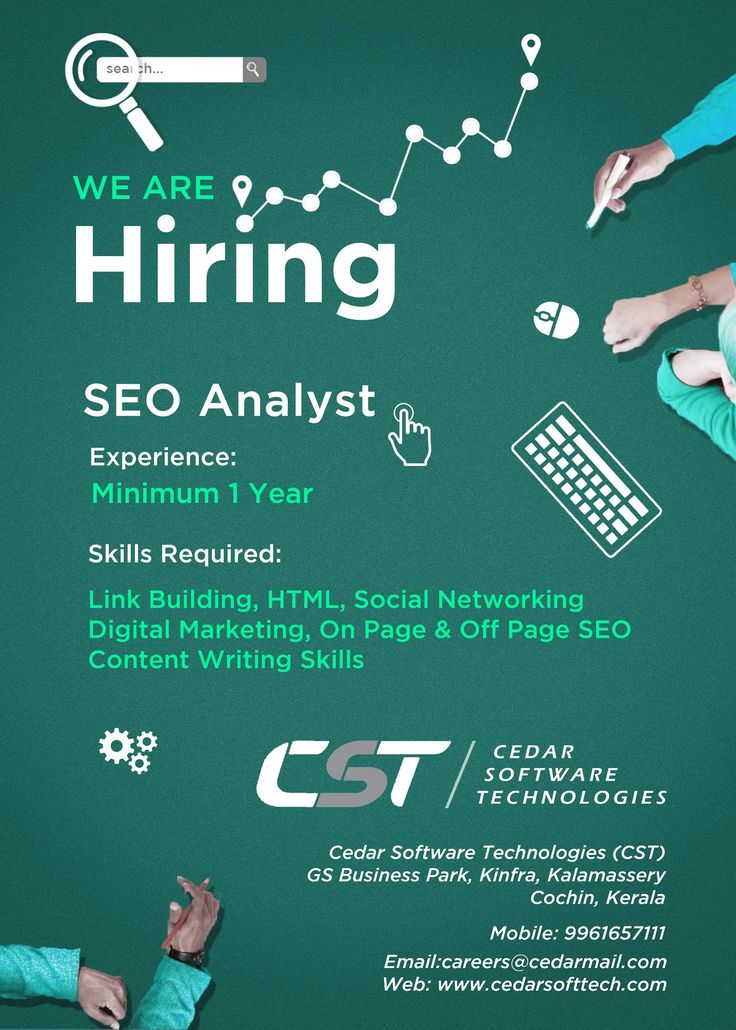 search...
WE ARE
Hiring
SEO Analyst
Experience:
Minimum 1 Year
Skills Required:
Link Building, HTML, Social Networking
Digital Marketing, On Page & Off Page SEO
Content Writing Skills
CST / CEDAR
SOFTWARE
TECHNOLOGIES
Cedar Software Technologies (CST)
GS Business Park, Kinfra, Kalamassery
Cochin, Kerala
Mobile: 9961657111
Email:careers@cedarmail.com
Web: www.cedarsofttech.com